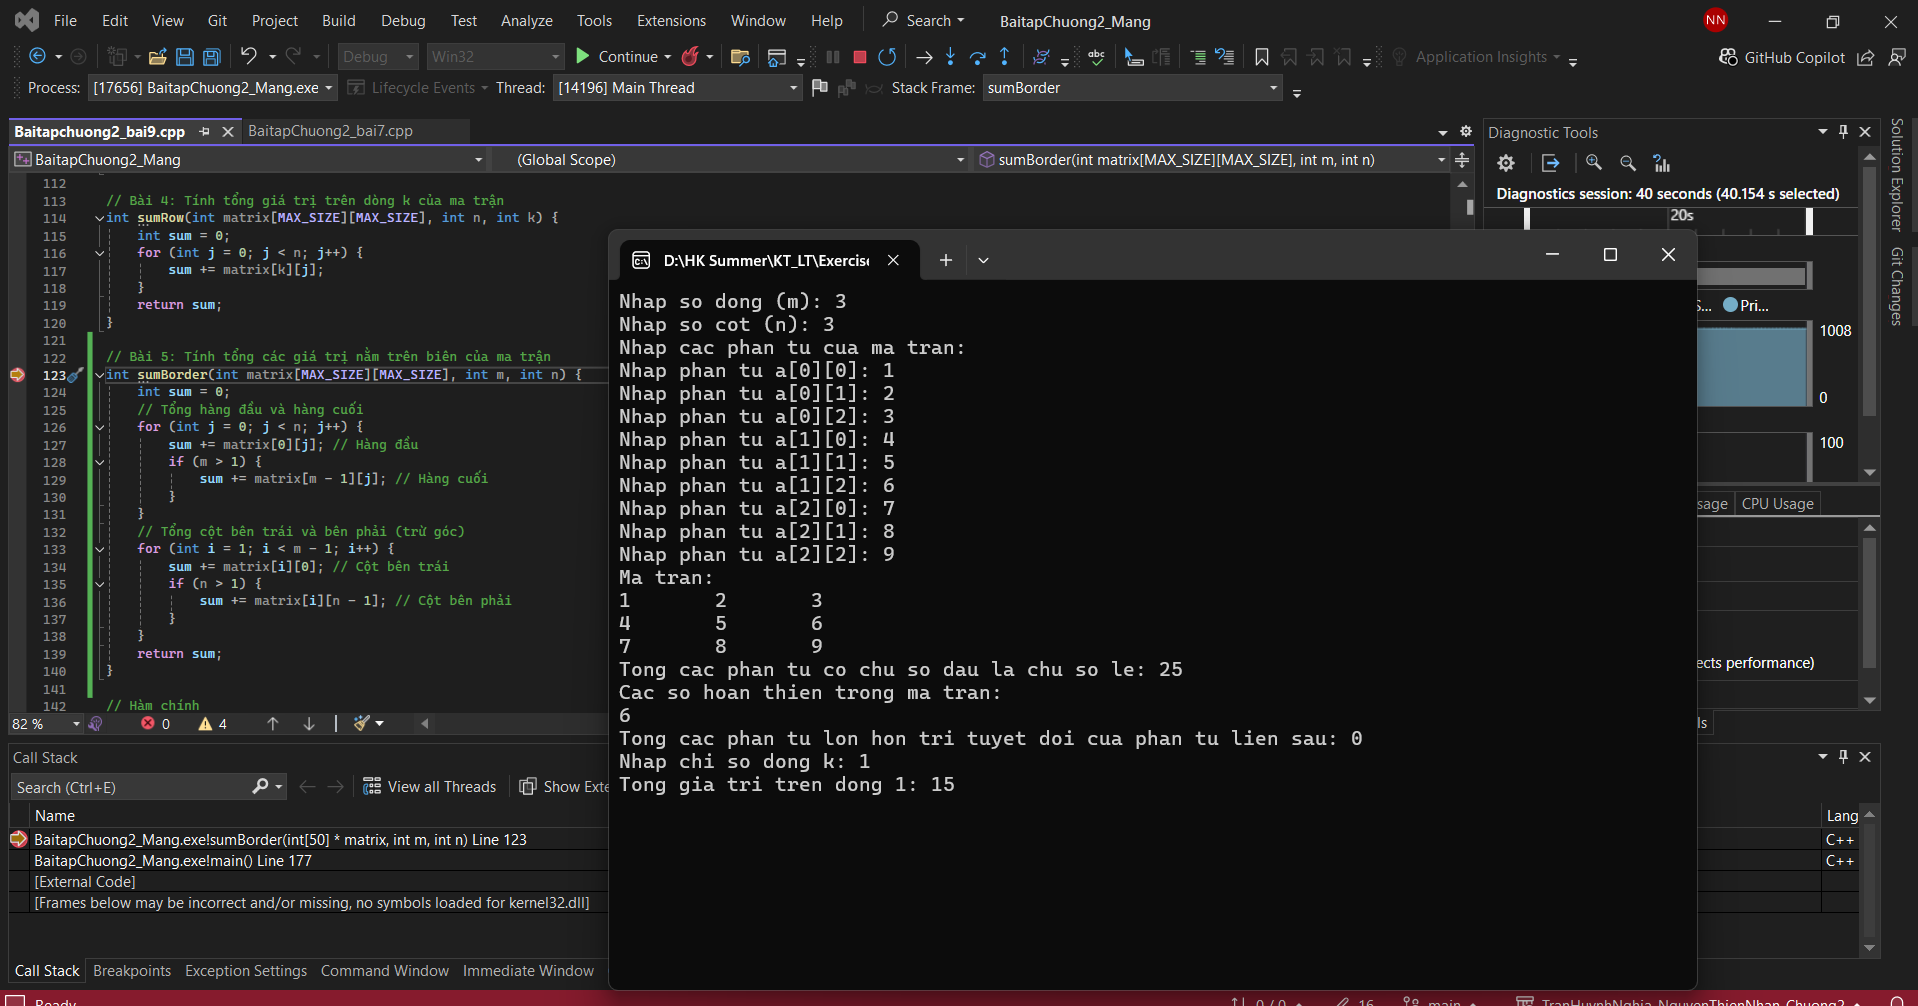 File Edit View Git Project Build Debug Test Analyze Tools Extensions Window Help Search BaitapChuong2_Mang NN
Debug Win32 Continue Application Insights GitHub Copilot
Process: [17656] BaitapChuong2_Mang.exe Lifecycle Events Thread: [14196] Main Thread Stack Frame: sumBorder
Baitapchuong2_bai9.cpp BaitapChuong2_bai7.cpp
BaitapChuong2_Mang (Global Scope) sumBorder(int matrix[MAX_SIZE][MAX_SIZE], int m, int n)
112
113 // Bài 4: Tính tổng giá trị trên dòng k của ma trận
114 int sumRow(int matrix[MAX_SIZE][MAX_SIZE], int n, int k) {
115 int sum = 0;
116 for (int j = 0; j < n; j++) {
117 sum += matrix[k][j];
118 }
119 return sum;
120 }
121
122 // Bài 5: Tính tổng các giá trị nằm trên biên của ma trận
123 int sumBorder(int matrix[MAX_SIZE][MAX_SIZE], int m, int n) {
124 int sum = 0;
125 // Tổng hàng đầu và hàng cuối
126 for (int j = 0; j < n; j++) {
127 sum += matrix[0][j]; // Hàng đầu
128 if (m > 1) {
129 sum += matrix[m - 1][j]; // Hàng cuối
130 }
131 }
132 // Tổng cột bên trái và bên phải (trừ góc)
133 for (int i = 1; i < m - 1; i++) {
134 sum += matrix[i][0]; // Cột bên trái
135 if (n > 1) {
136 sum += matrix[i][n - 1]; // Cột bên phải
137 }
138 }
139 return sum;
140 }
141
142 // Hàm chính
82 % 0 4
Call Stack
Search (Ctrl+E) View all Threads Show Exte
Name
BaitapChuong2_Mang.exe!sumBorder(int[50] * matrix, int m, int n) Line 123
BaitapChuong2_Mang.exe!main() Line 177
[External Code]
[Frames below may be incorrect and/or missing, no symbols loaded for kernel32.dll]
Call Stack Breakpoints Exception Settings Command Window Immediate Window
Ready
D:\HK Summer\KT_LT\Exercise
Nhap so dong (m): 3
Nhap so cot (n): 3
Nhap cac phan tu cua ma tran:
Nhap phan tu a[0][0]: 1
Nhap phan tu a[0][1]: 2
Nhap phan tu a[0][2]: 3
Nhap phan tu a[1][0]: 4
Nhap phan tu a[1][1]: 5
Nhap phan tu a[1][2]: 6
Nhap phan tu a[2][0]: 7
Nhap phan tu a[2][1]: 8
Nhap phan tu a[2][2]: 9
Ma tran:
1 2 3
4 5 6
7 8 9
Tong cac phan tu co chu so dau la chu so le: 25
Cac so hoan thien trong ma tran:
6
Tong cac phan tu lon hon tri tuyet doi cua phan tu lien sau: 0
Nhap chi so dong k: 1
Tong gia tri tren dong 1: 15
Diagnostic Tools
Diagnostics session: 40 seconds (40.154 s selected)
20s
S... Pri...
1008
0
100
sage CPU Usage
ects performance)
ls
Lang
C++
C++
Solution Explorer
Git Changes
0 / 0 16 main TranHuynhNghia_NguyenThienNhan_Chuong2